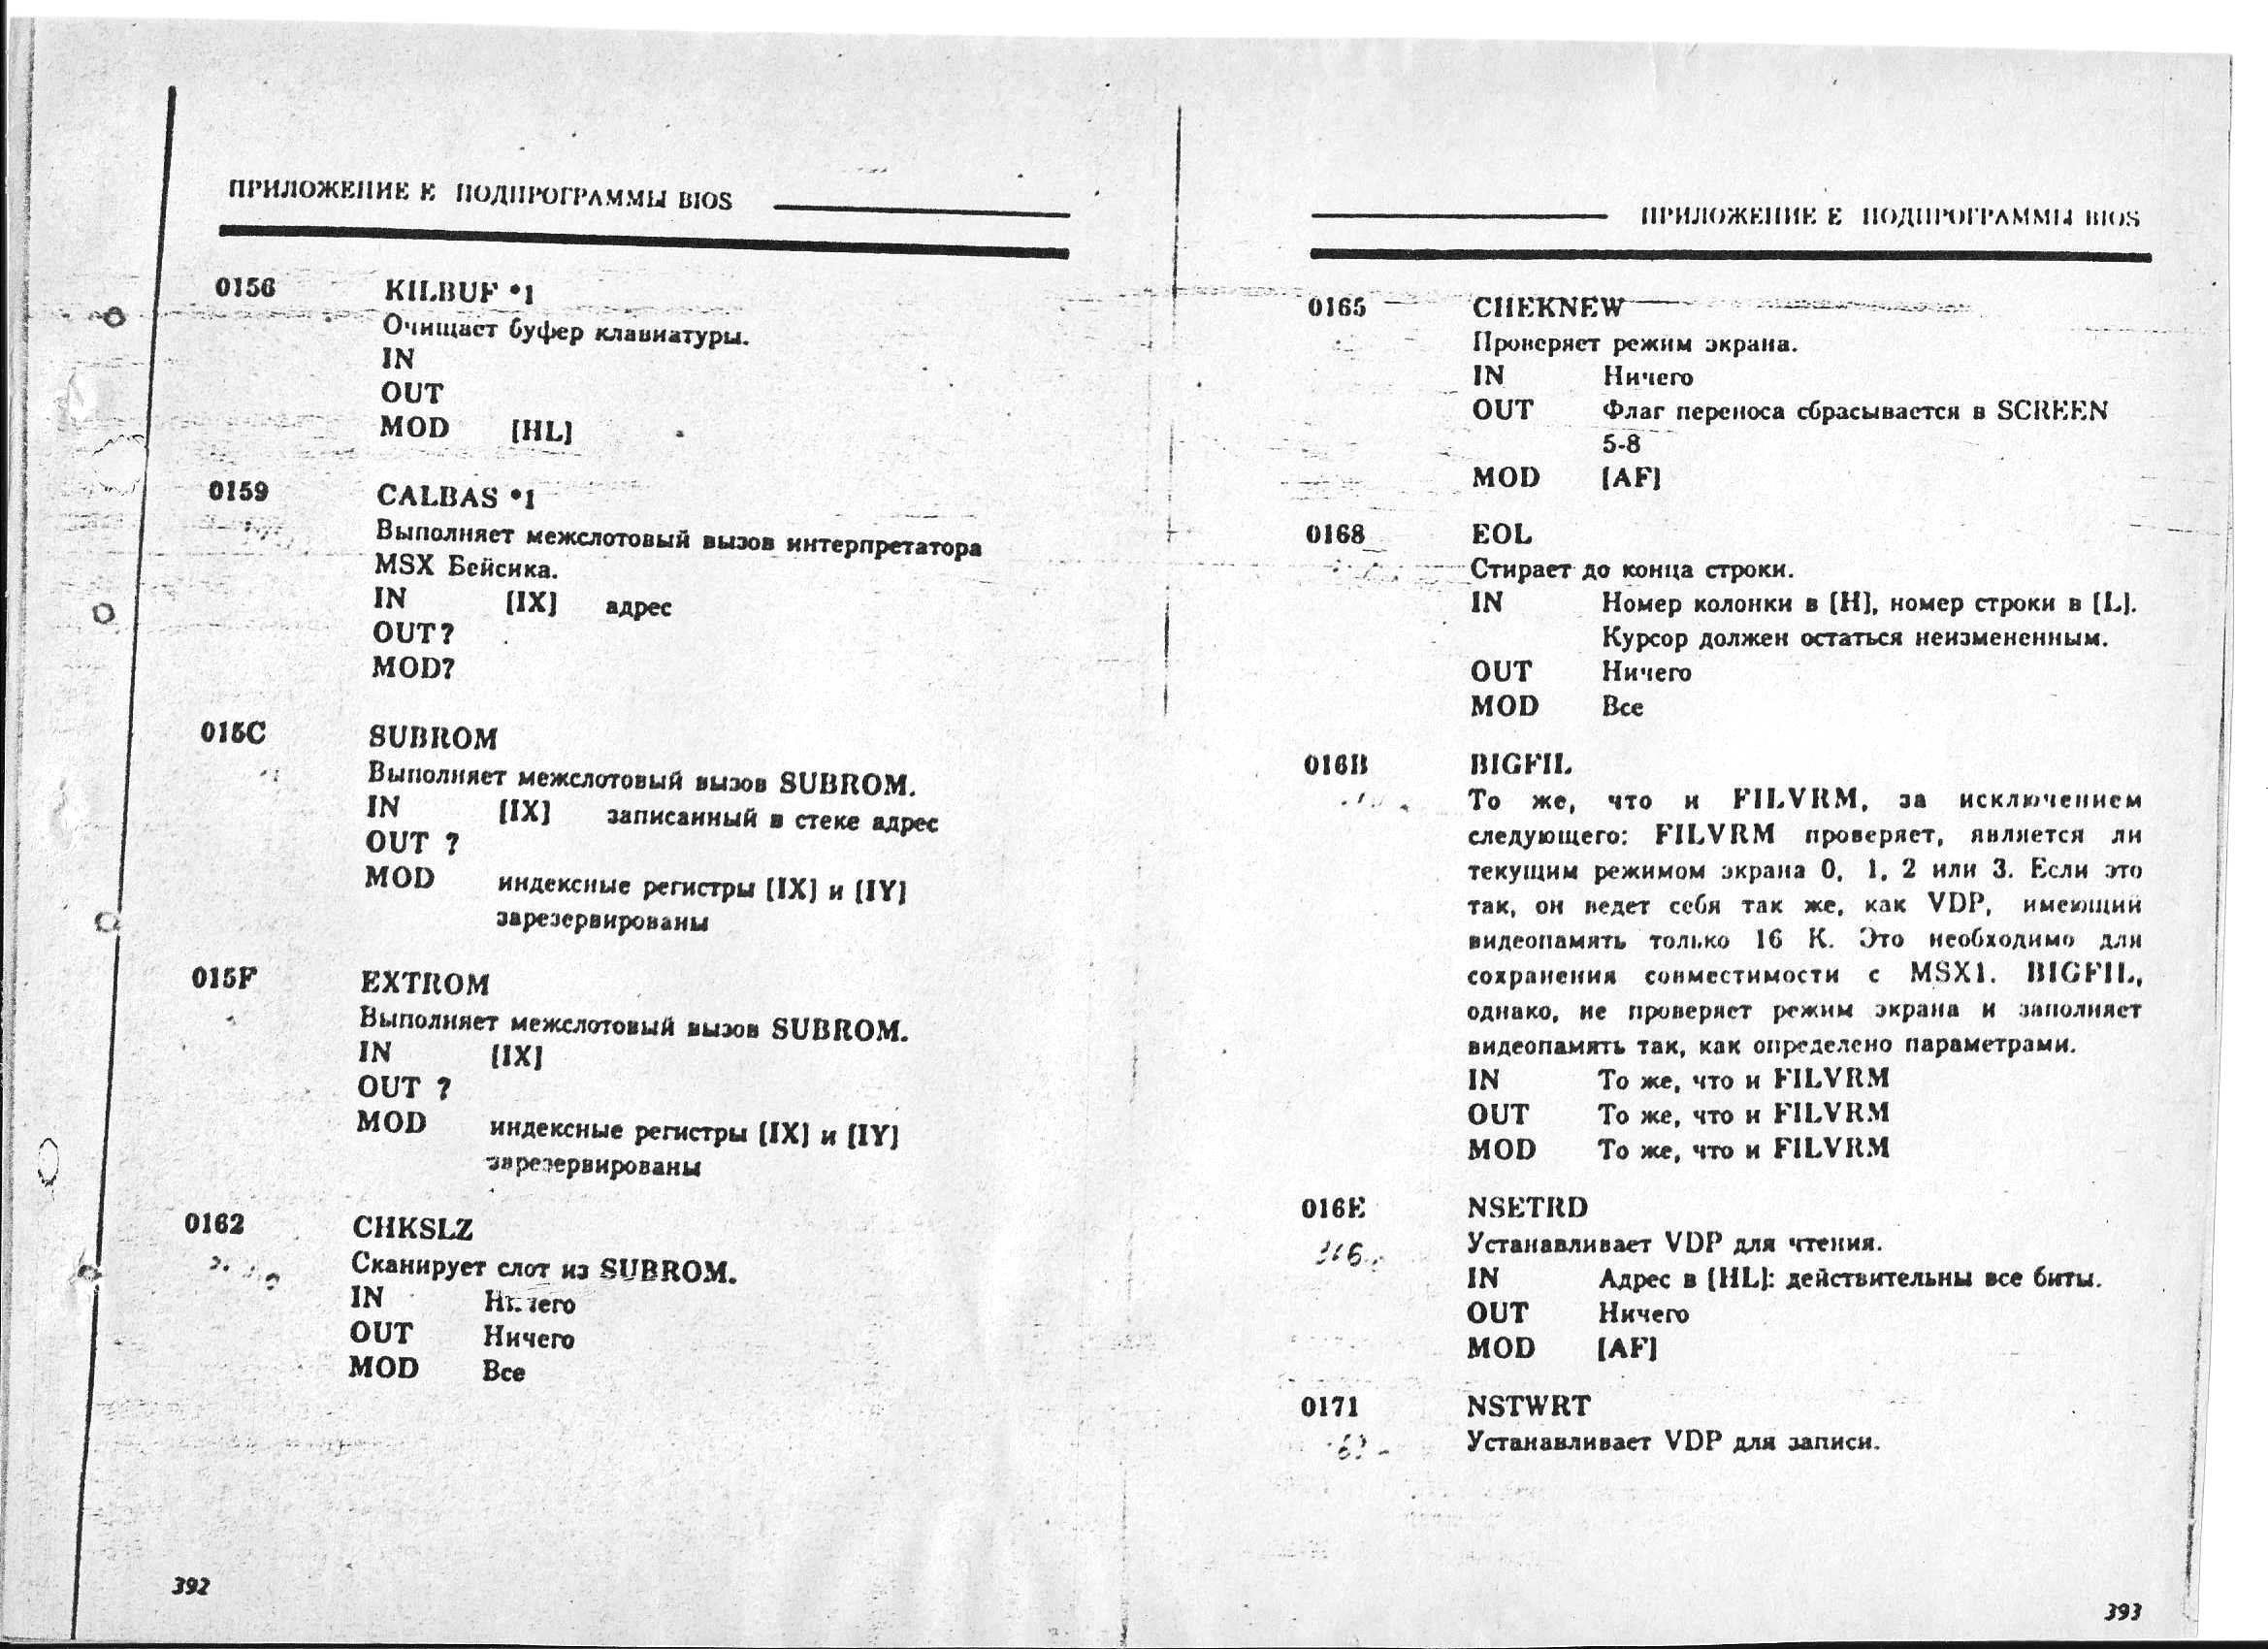 ПРИЛОЖЕНИЕ Е ПОДПРОГРАММЫ BIOS
0156 KILBUF *1
Очищает буфер клавиатуры.
IN
OUT
MOD [HL]
0159 CALBAS *1
Выполняет межслотовый вызов интерпретатора
MSX Бейсика.
IN [IX] адрес
OUT?
MOD?
015C SUBROM
Выполняет межслотовый вызов SUBROM.
IN [IX] записанный в стеке адрес
OUT ?
MOD индексные регистры [IX] и [IY]
зарезервированы
015F EXTROM
Выполняет межслотовый вызов SUBROM.
IN [IX]
OUT ?
MOD индексные регистры [IX] и [IY]
зарезервированы
0162 CHKSLZ
Сканирует слот из SUBROM.
IN Ничего
OUT Ничего
MOD Все
392
ПРИЛОЖЕНИЕ Е ПОДПРОГРАММЫ BIOS
0165 CHEKNEW
Проверяет режим экрана.
IN Ничего
OUT Флаг переноса сбрасывается в SCREEN
5-8
MOD [AF]
0168 EOL
Стирает до конца строки.
IN Номер колонки в [H], номер строки в [L].
Курсор должен остаться неизмененным.
OUT Ничего
MOD Все
016B BIGFIL
То же, что и FILVRM, за исключением
следующего: FILVRM проверяет, является ли
текущим режимом экрана 0, 1, 2 или 3. Если это
так, он ведет себя так же, как VDP, имеющий
видеопамять только 16 К. Это необходимо для
сохранения совместимости с MSX1. BIGFIL,
однако, не проверяет режим экрана и заполняет
видеопамять так, как определено параметрами.
IN То же, что и FILVRM
OUT То же, что и FILVRM
MOD То же, что и FILVRM
016E NSETRD
Устанавливает VDP для чтения.
IN Адрес в [HL]: действительны все биты.
OUT Ничего
MOD [AF]
0171 NSTWRT
Устанавливает VDP для записи.
393